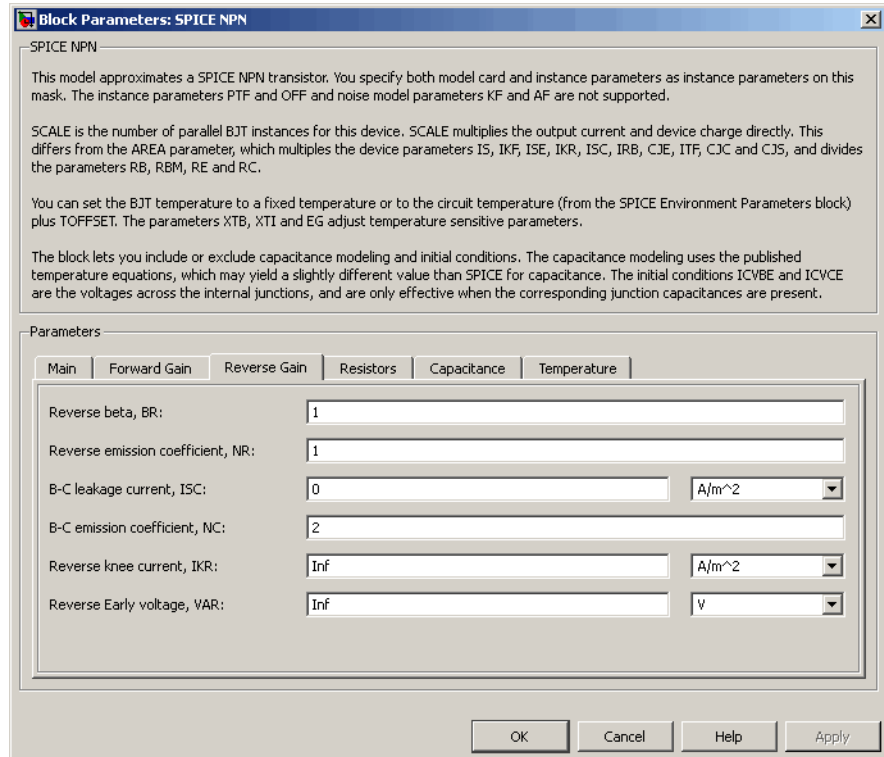 Block Parameters: SPICE NPN
SPICE NPN
This model approximates a SPICE NPN transistor. You specify both model card and instance parameters as instance parameters on this
mask. The instance parameters PTF and OFF and noise model parameters KF and AF are not supported.
SCALE is the number of parallel BJT instances for this device. SCALE multiplies the output current and device charge directly. This
differs from the AREA parameter, which multiples the device parameters IS, IKF, ISE, IKR, ISC, IRB, CJE, ITF, CJC and CJS, and divides
the parameters RB, RBM, RE and RC.
You can set the BJT temperature to a fixed temperature or to the circuit temperature (from the SPICE Environment Parameters block)
plus TOFFSET. The parameters XTB, XTI and EG adjust temperature sensitive parameters.
The block lets you include or exclude capacitance modeling and initial conditions. The capacitance modeling uses the published
temperature equations, which may yield a slightly different value than SPICE for capacitance. The initial conditions ICVBE and ICVCE
are the voltages across the internal junctions, and are only effective when the corresponding junction capacitances are present.
Parameters
Main Forward Gain Reverse Gain Resistors Capacitance Temperature
Reverse beta, BR: 1
Reverse emission coefficient, NR: 1
B-C leakage current, ISC: 0 A/m^2
B-C emission coefficient, NC: 2
Reverse knee current, IKR: Inf A/m^2
Reverse Early voltage, VAR: Inf V
OK Cancel Help Apply